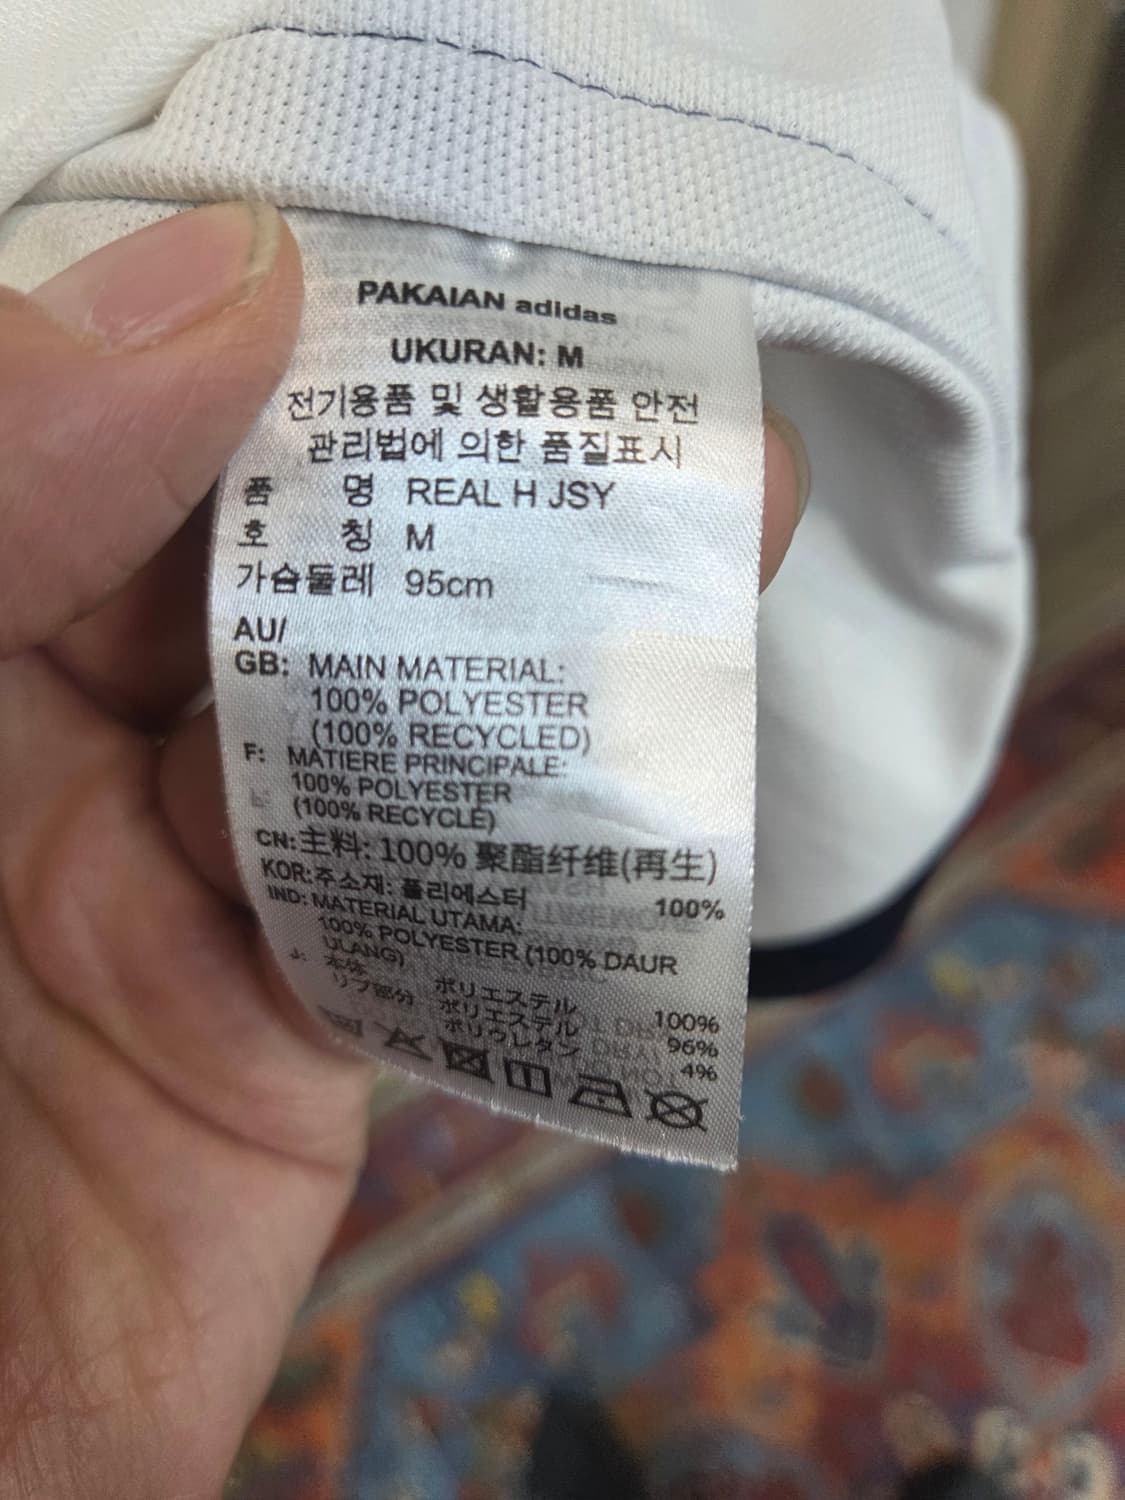 PAKAIAN adidas
UKURAN: M
전기용품 및 생활용품 안전
관리법에 의한 품질표시
품 명 REAL H JSY
호 칭 M
가슴둘레 95cm
AU/
GB: MAIN MATERIAL:
100% POLYESTER
(100% RECYCLED)
F: MATIERE PRINCIPALE:
100% POLYESTER
(100% RECYCLE)
CN: 主料: 100% 聚酯纤维(再生)
KOR: 주소재: 폴리에스터 100%
IND: MATERIAL UTAMA:
100% POLYESTER (100% DAUR
ULANG)
J: 本体 ポリエステル 100%
リブ部分 ポリエステル 96%
ポリウレタン 4%